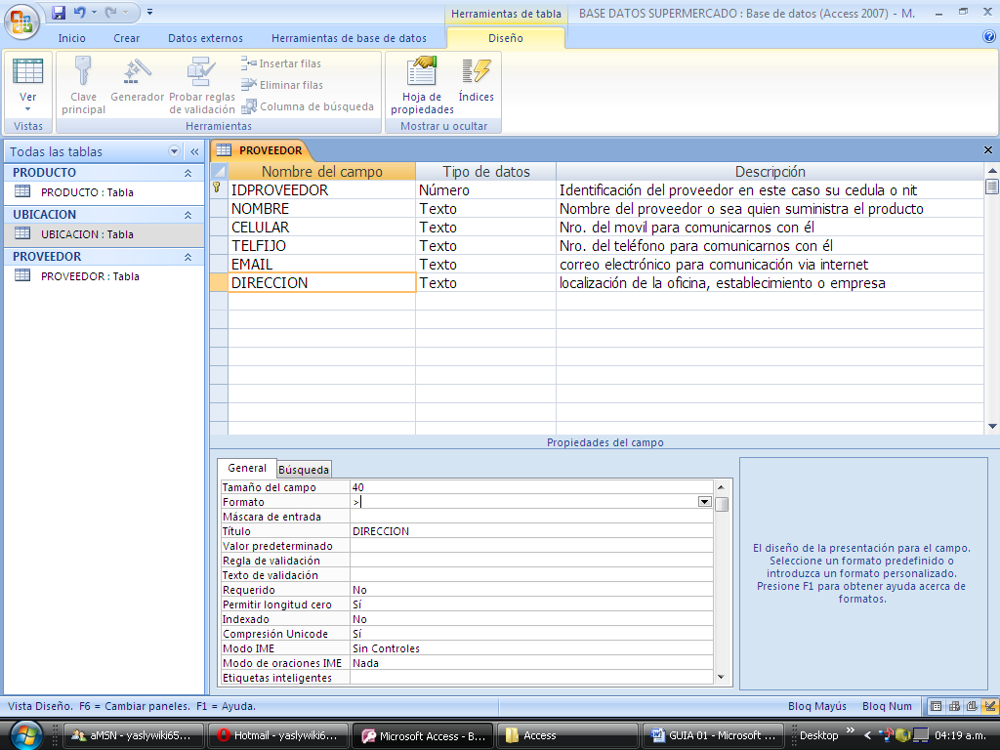 Herramientas de tabla
BASE DATOS SUPERMERCADO : Base de datos (Access 2007) - M.
Inicio
Crear
Datos externos
Herramientas de base de datos
Diseño
Ver
Vistas
Clave principal
Generador
Probar reglas de validación
Insertar filas
Eliminar filas
Columna de búsqueda
Herramientas
Hoja de propiedades
Índices
Mostrar u ocultar
Todas las tablas
«
PRODUCTO
PRODUCTO : Tabla
UBICACION
UBICACION : Tabla
PROVEEDOR
PROVEEDOR : Tabla
PROVEEDOR
Nombre del campo Tipo de datos Descripción
IDPROVEEDOR Número Identificación del proveedor en este caso su cedula o nit
NOMBRE Texto Nombre del proveedor o sea quien suministra el producto
CELULAR Texto Nro. del movil para comunicarnos con él
TELFIJO Texto Nro. del teléfono para comunicarnos con él
EMAIL Texto correo electrónico para comunicación via internet
DIRECCION Texto localización de la oficina, establecimiento o empresa
Propiedades del campo
General Búsqueda
Tamaño del campo 40
Formato >
Máscara de entrada
Título DIRECCION
Valor predeterminado
Regla de validación
Texto de validación
Requerido No
Permitir longitud cero Sí
Indexado No
Compresión Unicode Sí
Modo IME Sin Controles
Modo de oraciones IME Nada
Etiquetas inteligentes
El diseño de la presentación para el campo.
Seleccione un formato predefinido o
introduzca un formato personalizado.
Presione F1 para obtener ayuda acerca de
formatos.
Vista Diseño. F6 = Cambiar paneles. F1 = Ayuda.
Bloq Mayús Bloq Num
aMSN - yaslywiki65...
Hotmail - yaslywiki6...
Microsoft Access - B...
Access
GUIA 01 - Microsoft ...
Desktop »
04:19 a.m.